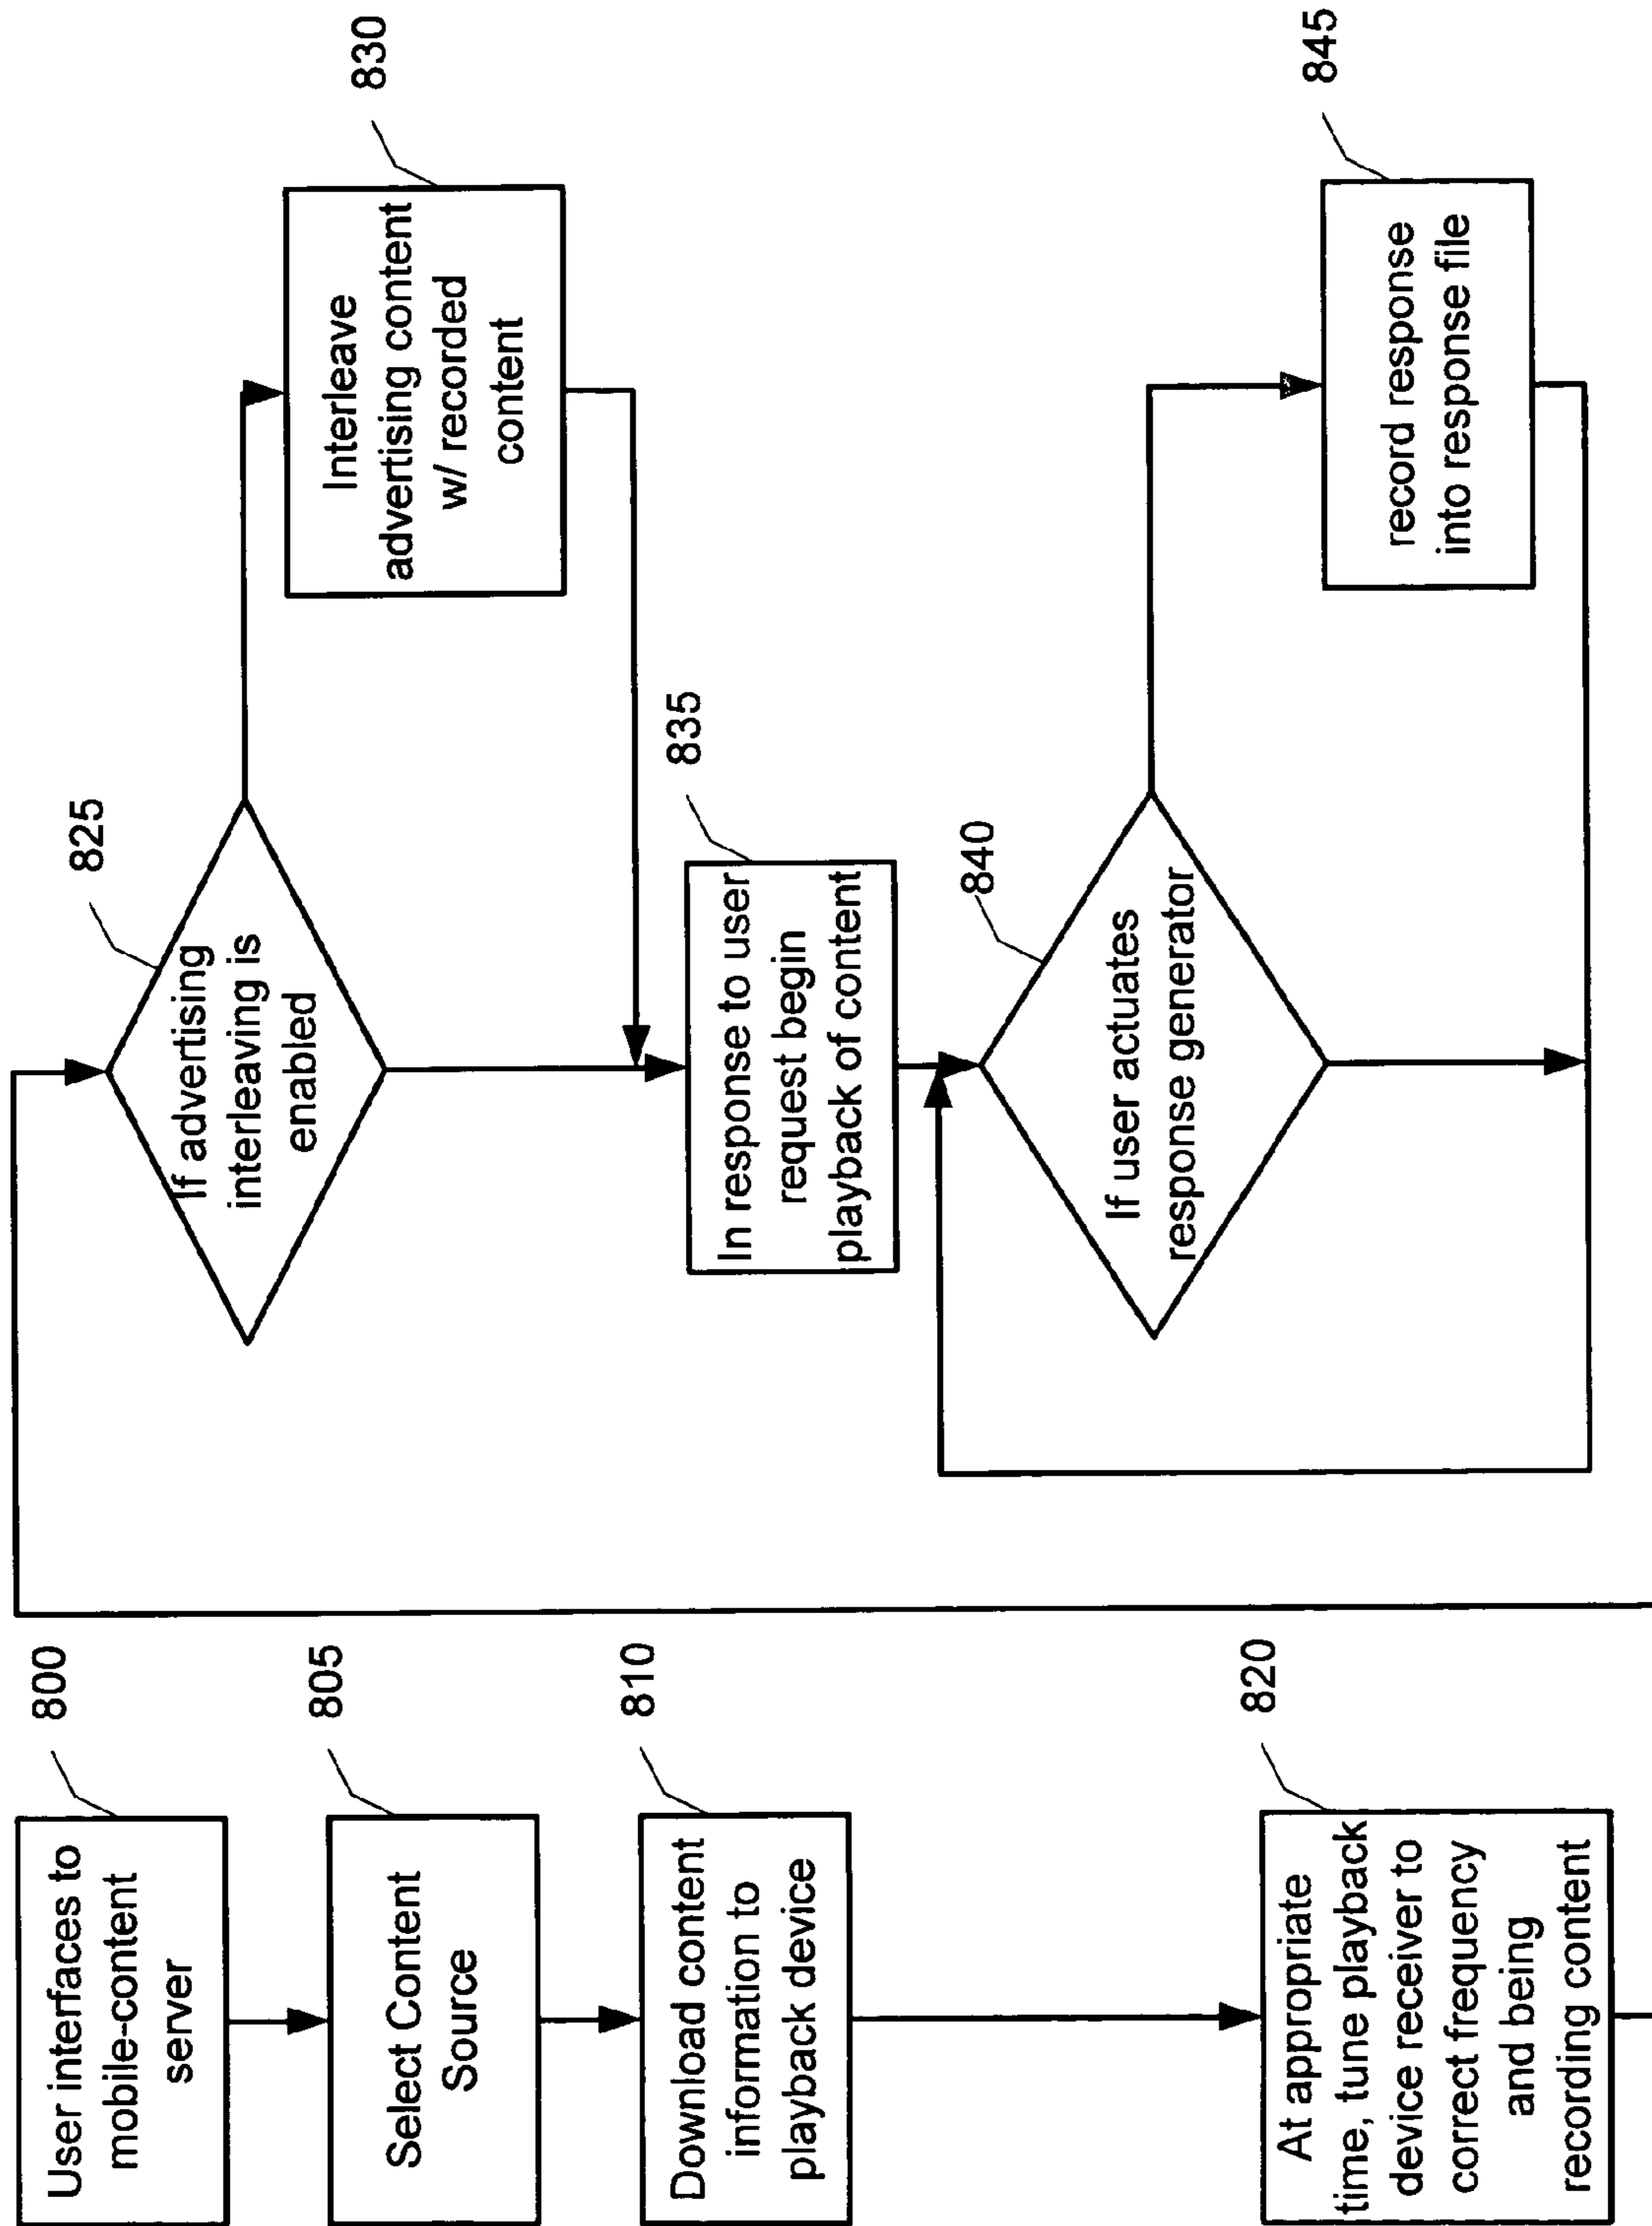 800
User interfaces to
mobile-content
server
805
Select Content
Source
810
Download content
information to
playback device
820
At appropriate
time, tune playback
device receiver to
correct frequency
and being
recording content
825
If advertising
interleaving is
enabled
830
Interleave
advertising content
w/ recorded
content
835
In response to user
request begin
playback of content
840
If user actuates
response generator
845
record response
into response file